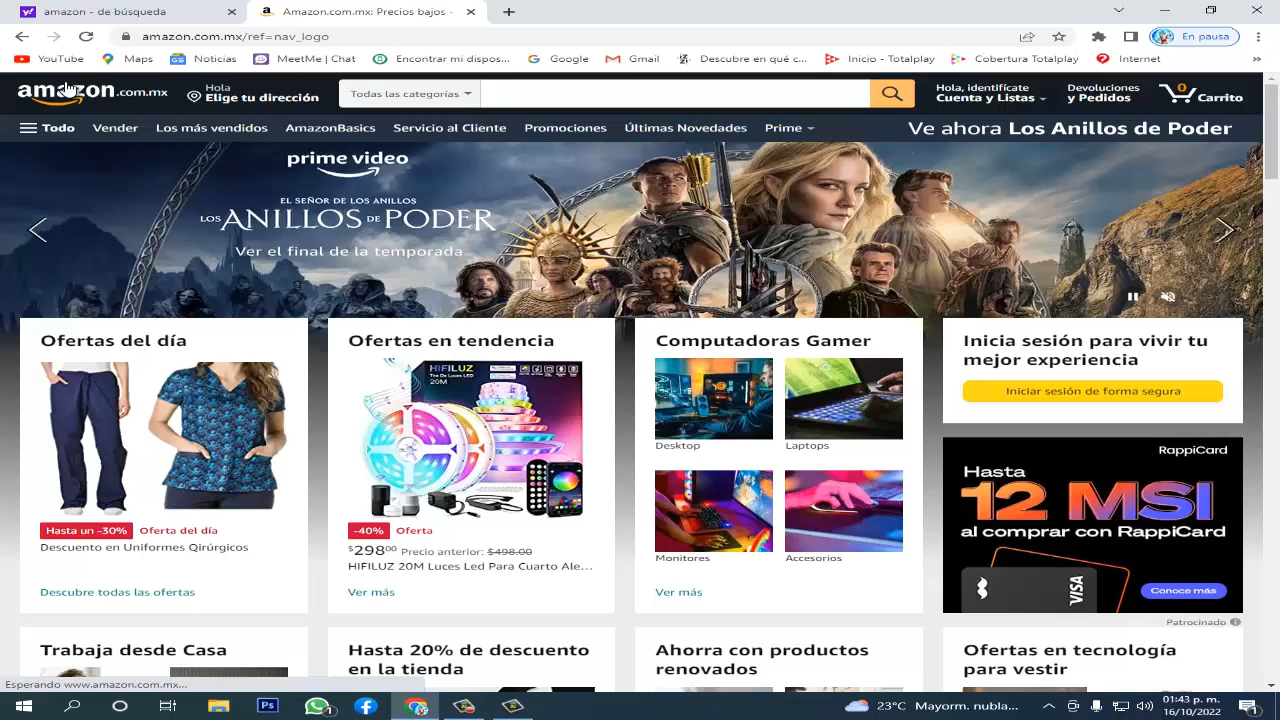 amazon - de búsqueda
Amazon.com.mx: Precios bajos -
amazon.com.mx/ref=nav_logo
En pausa
YouTube
Maps
Noticias
MeetMe | Chat
Encontrar mi dispos...
Google
Gmail
Descubre en qué c...
Inicio - Totalplay
Cobertura Totalplay
Internet
amazon.com.mx
Hola
Elige tu dirección
Todas las categorías
Hola, identifícate
Cuenta y Listas
Devoluciones
y Pedidos
0
Carrito
Todo
Vender
Los más vendidos
AmazonBasics
Servicio al Cliente
Promociones
Últimas Novedades
Prime
Ve ahora Los Anillos de Poder
prime video
EL SEÑOR DE LOS ANILLOS
LOS ANILLOS DE PODER
Ver el final de la temporada
Ofertas del día
Hasta un -30% Oferta del día
Descuento en Uniformes Qirúrgicos
Descubre todas las ofertas
Ofertas en tendencia
HIFILUZ
Tira De Luces LED
20M
-40% Oferta
$29800 Precio anterior: $498.00
HIFILUZ 20M Luces Led Para Cuarto Ale...
Ver más
Computadoras Gamer
Desktop
Laptops
Monitores
Accesorios
Ver más
Inicia sesión para vivir tu
mejor experiencia
Iniciar sesión de forma segura
RappiCard
Hasta
12 MSI
al comprar con RappiCard
VISA
Conoce más
Patrocinado
Trabaja desde Casa
Hasta 20% de descuento
en la tienda
Ahorra con productos
renovados
Ofertas en tecnología
para vestir
Esperando www.amazon.com.mx...
Ps
1
23°C Mayorm. nubla...
01:43 p. m.
16/10/2022
1